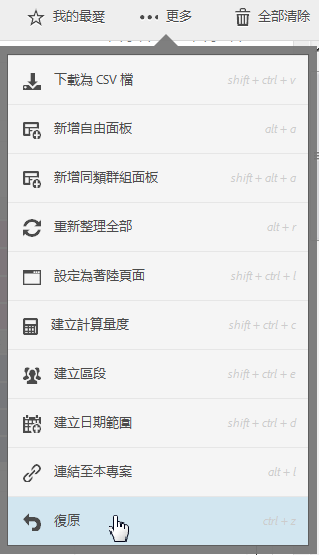 我的最愛 更多 全部清除
下載為 CSV 檔 shift + ctrl + v
新增自由面板 alt + a
新增同類群組面板 shift + alt + a
重新整理全部 alt + r
設定為著陸頁面 shift + ctrl + l
建立計算量度 shift + ctrl + c
建立區段 shift + ctrl + e
建立日期範圍 shift + ctrl + d
連結至本專案 alt + l
復原 ctrl + z